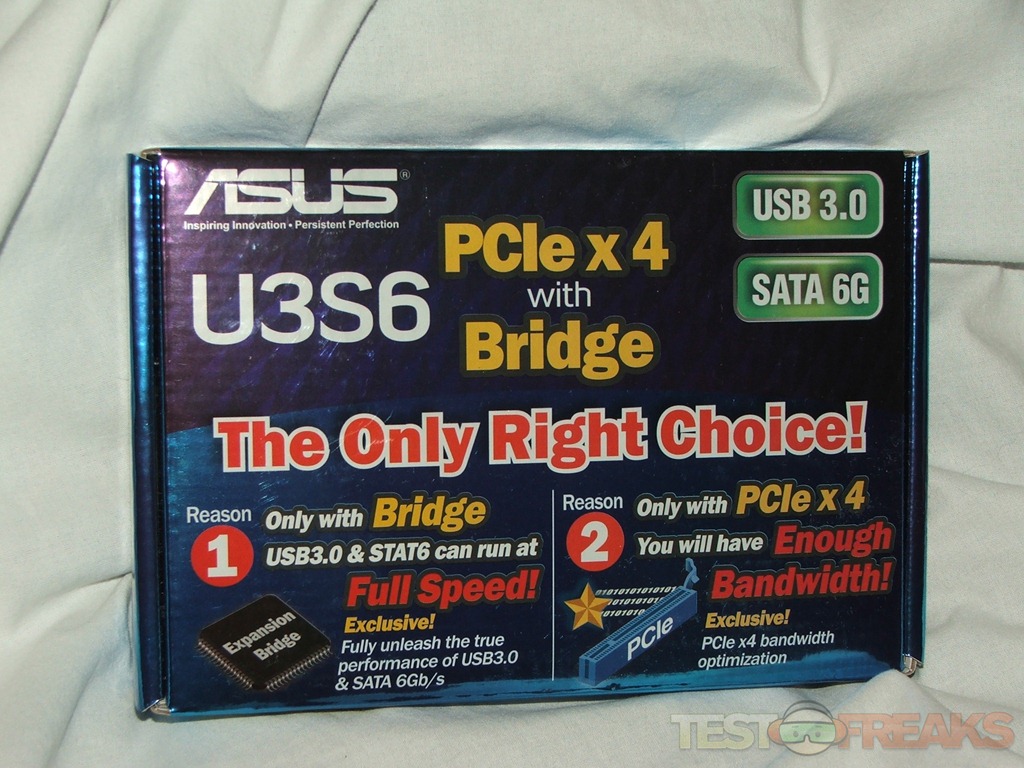 ASUS®
Inspiring Innovation • Persistent Perfection
U3S6
PCIe x 4
with
Bridge
USB 3.0
SATA 6G
The Only Right Choice!
Reason
1
Only with Bridge
USB3.0 & STAT6 can run at
Full Speed!
Exclusive!
Fully unleash the true
performance of USB3.0
& SATA 6Gb/s
Expansion
Bridge
Reason
2
Only with PCIe x 4
You will have Enough
Bandwidth!
Exclusive!
PCIe x4 bandwidth
optimization
PCIe
TESTFREAKS